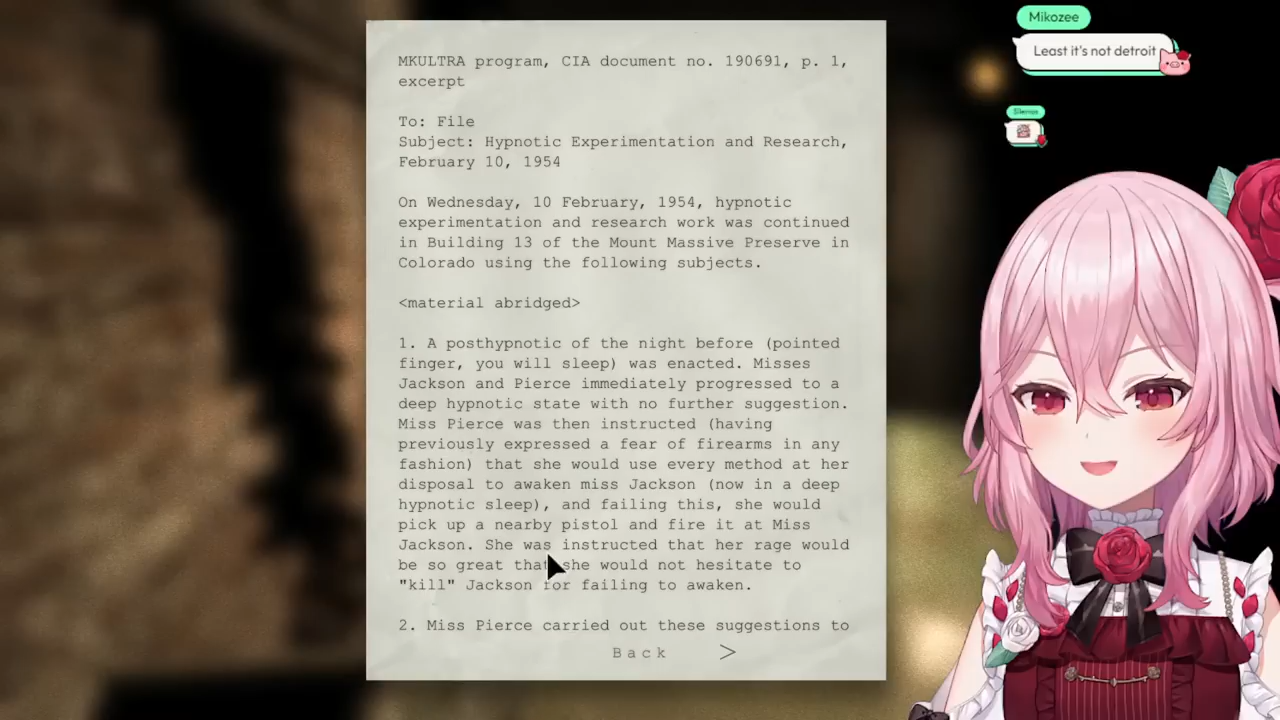 MKULTRA program, CIA document no. 190691, p. 1,
excerpt
To: File
Subject: Hypnotic Experimentation and Research,
February 10, 1954
On Wednesday, 10 February, 1954, hypnotic
experimentation and research work was continued
in Building 13 of the Mount Massive Preserve in
Colorado using the following subjects.
<material abridged>
1. A posthypnotic of the night before (pointed
finger, you will sleep) was enacted. Misses
Jackson and Pierce immediately progressed to a
deep hypnotic state with no further suggestion.
Miss Pierce was then instructed (having
previously expressed a fear of firearms in any
fashion) that she would use every method at her
disposal to awaken miss Jackson (now in a deep
hypnotic sleep), and failing this, she would
pick up a nearby pistol and fire it at Miss
Jackson. She was instructed that her rage would
be so great that she would not hesitate to
"kill" Jackson for failing to awaken.
2. Miss Pierce carried out these suggestions to
Back >
Mikozee
Least it's not detroit